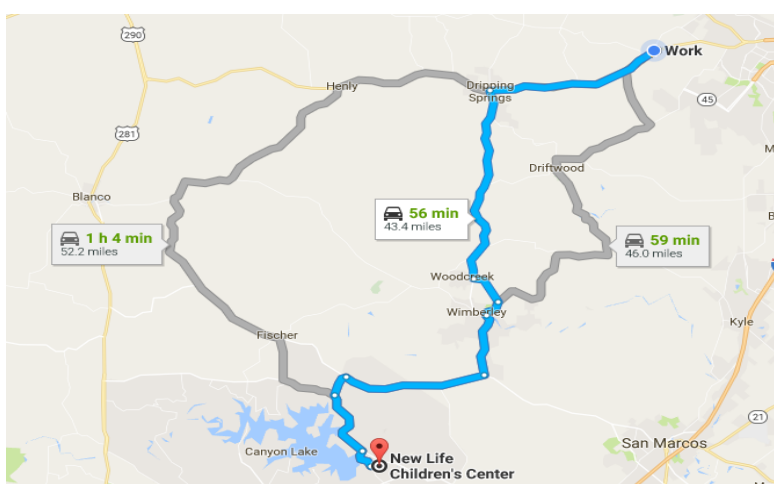 290
Work
Henly
Dripping
Springs
45
281
Driftwood
Blanco
56 min
43.4 miles
1 h 4 min
52.2 miles
59 min
46.0 miles
Woodcreek
Wimberley
Kyle
Fischer
21
San Marcos
Canyon Lake
New Life
Children's Center